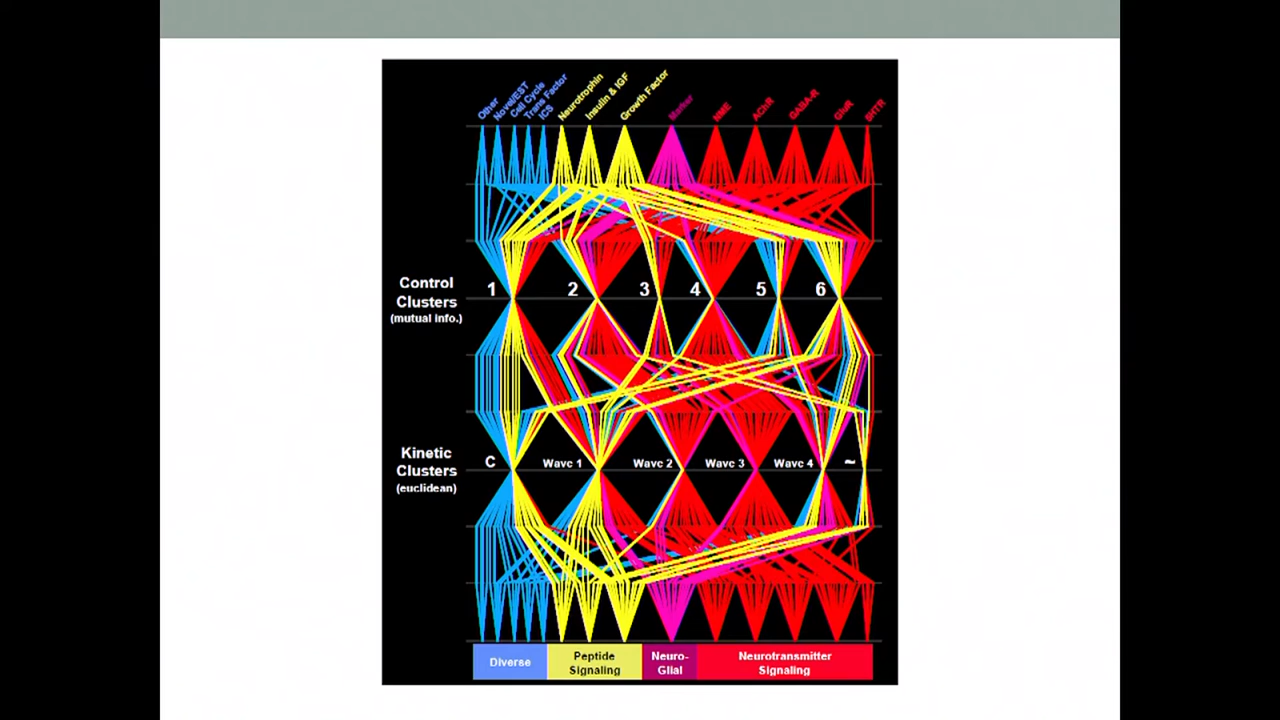 Other
Novel/EST
Cell Cycle
Trans Factor
ICS
Neurotrophin
Insulin & IGF
Growth Factor
Marker
NME
AChR
GABA-R
GluR
5HTR
Control
Clusters
(mutual info.)
1 2 3 4 5 6
Kinetic
Clusters
(euclidean)
C Wave 1 Wave 2 Wave 3 Wave 4 ~
Diverse
Peptide
Signaling
Neuro-
Glial
Neurotransmitter
Signaling